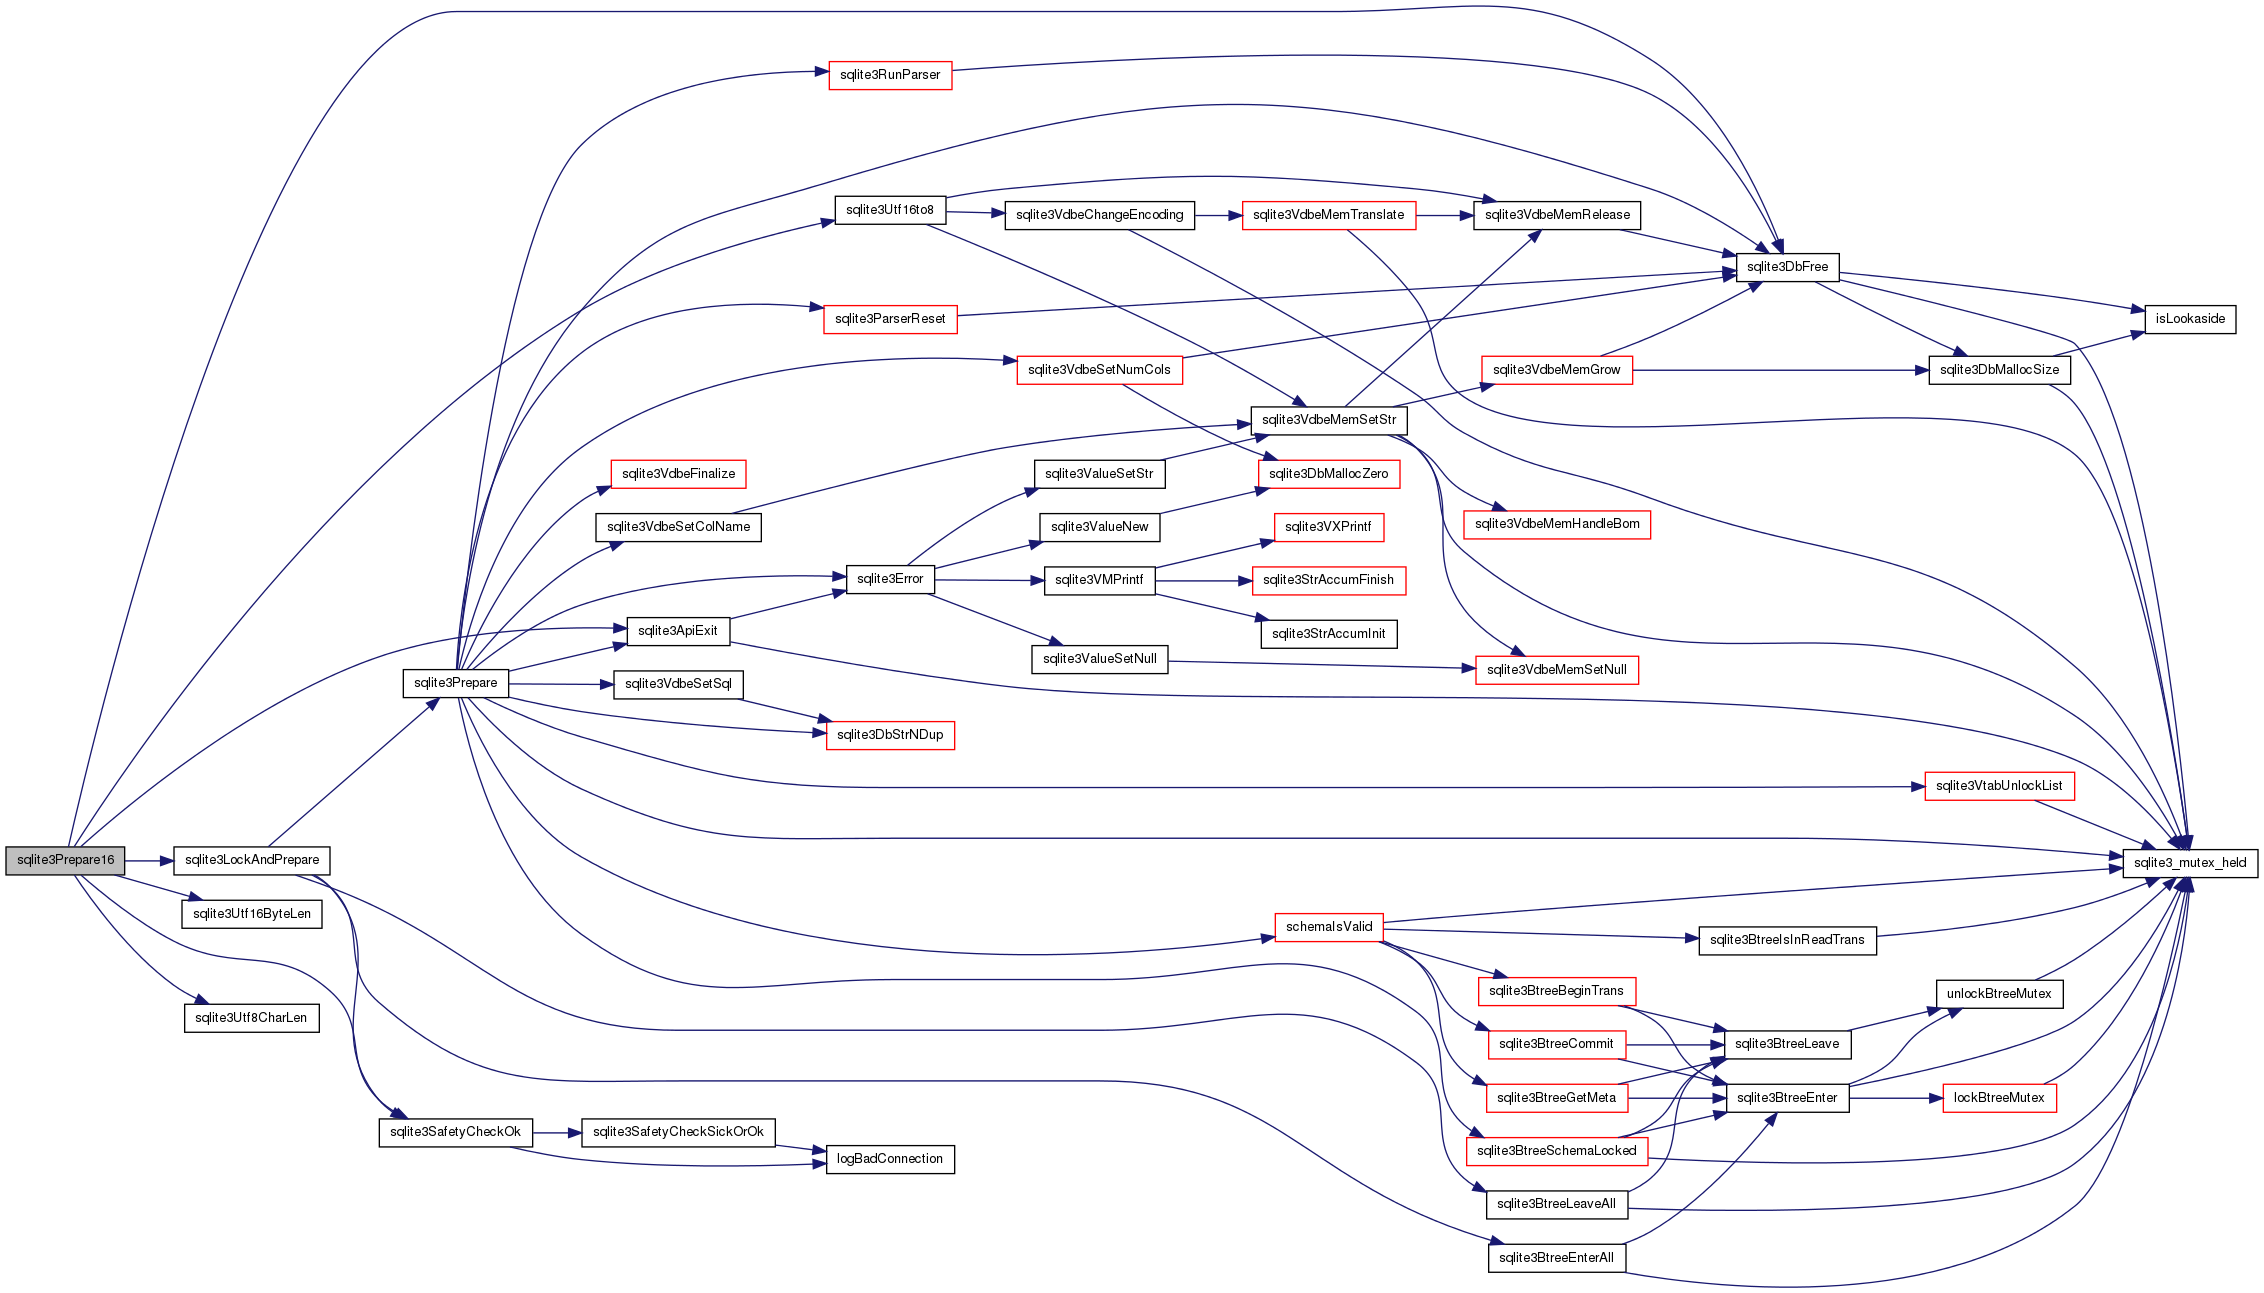 sqlite3RunParser
sqlite3Utf16to8
sqlite3VdbeChangeEncoding
sqlite3VdbeMemTranslate
sqlite3VdbeMemRelease
sqlite3DbFree
isLookaside
sqlite3ParserReset
sqlite3VdbeSetNumCols
sqlite3VdbeMemGrow
sqlite3DbMallocSize
sqlite3VdbeMemSetStr
sqlite3VdbeFinalize
sqlite3ValueSetStr
sqlite3DbMallocZero
sqlite3VdbeSetColName
sqlite3ValueNew
sqlite3VXPrintf
sqlite3VdbeMemHandleBom
sqlite3Error
sqlite3VMPrintf
sqlite3StrAccumFinish
sqlite3ApiExit
sqlite3StrAccumInit
sqlite3ValueSetNull
sqlite3VdbeMemSetNull
sqlite3Prepare
sqlite3VdbeSetSql
sqlite3DbStrNDup
sqlite3VtabUnlockList
sqlite3Prepare16
sqlite3LockAndPrepare
sqlite3_mutex_held
sqlite3Utf16ByteLen
schemaIsValid
sqlite3BtreeIsInReadTrans
sqlite3BtreeBeginTrans
unlockBtreeMutex
sqlite3Utf8CharLen
sqlite3BtreeCommit
sqlite3BtreeLeave
sqlite3BtreeGetMeta
sqlite3BtreeEnter
lockBtreeMutex
sqlite3SafetyCheckOk
sqlite3SafetyCheckSickOrOk
logBadConnection
sqlite3BtreeSchemaLocked
sqlite3BtreeLeaveAll
sqlite3BtreeEnterAll